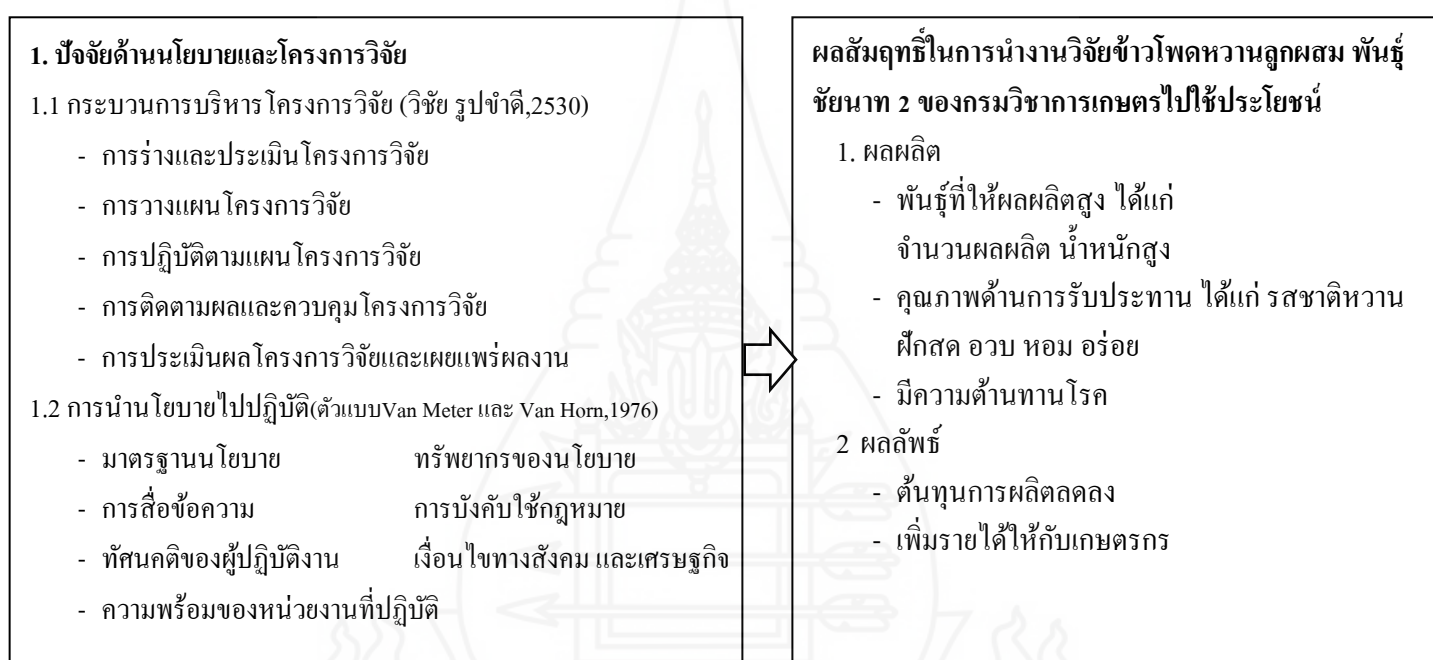 1. ปัจจัยด้านนโยบายและโครงการวิจัย
1.1 กระบวนการบริหารโครงการวิจัย (วิชัย รูปขำดี,2530)
- การร่างและประเมินโครงการวิจัย
- การวางแผนโครงการวิจัย
- การปฏิบัติตามแผนโครงการวิจัย
- การติดตามผลและควบคุมโครงการวิจัย
- การประเมินผลโครงการวิจัยและเผยแพร่ผลงาน
1.2 การนำนโยบายไปปฏิบัติ(ตัวแบบVan Meter และ Van Horn,1976)
- มาตรฐานนโยบาย ทรัพยากรของนโยบาย
- การสื่อข้อความ การบังคับใช้กฎหมาย
- ทัศนคติของผู้ปฏิบัติงาน เงื่อนไขทางสังคม และเศรษฐกิจ
- ความพร้อมของหน่วยงานที่ปฏิบัติ
ผลสัมฤทธิ์ในการนำงานวิจัยข้าวโพดหวานลูกผสม พันธุ์
ชัยนาท 2 ของกรมวิชาการเกษตรไปใช้ประโยชน์
1. ผลผลิต
- พันธุ์ที่ให้ผลผลิตสูง ได้แก่
จำนวนผลผลิต น้ำหนักสูง
- คุณภาพด้านการรับประทาน ได้แก่ รสชาติหวาน
ฝักสด อวบ หอม อร่อย
- มีความต้านทานโรค
2 ผลลัพธ์
- ต้นทุนการผลิตลดลง
- เพิ่มรายได้ให้กับเกษตรกร